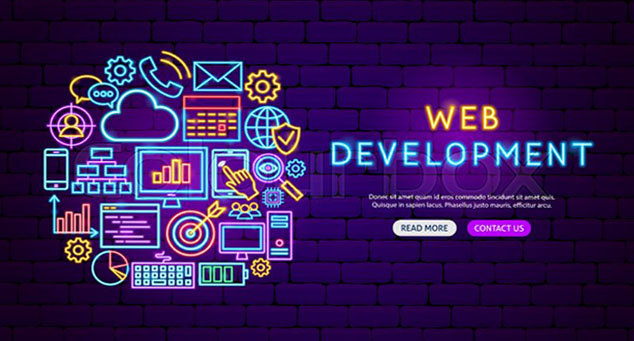 WEB
DEVELOPMENT
Donec sit amet quam id eros commodo tincidunt sit amet quis.
Quisque in sapien lacus. Phasellus justo mauris, efficitur arcu.
READ MORE
CONTACT US